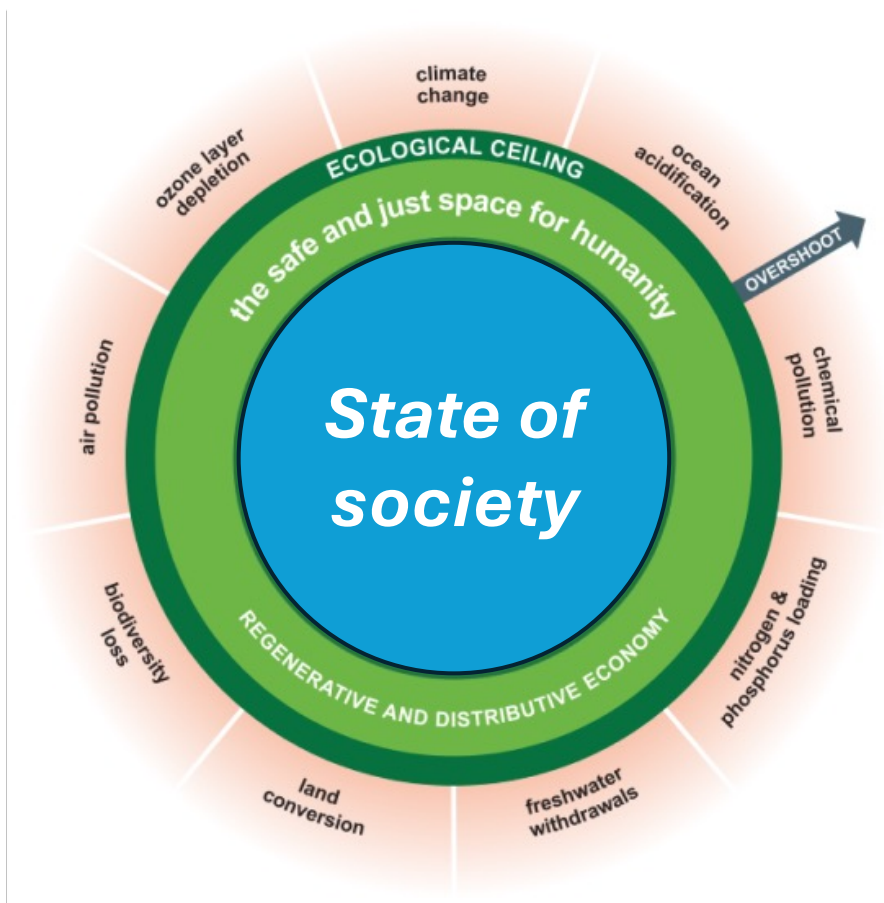 climate
change
ocean
acidification
OVERSHOOT
chemical
pollution
nitrogen &
phosphorus loading
freshwater
withdrawals
land
conversion
biodiversity
loss
air pollution
ozone layer
depletion
ECOLOGICAL CEILING
the safe and just space for humanity
State of
society
REGENERATIVE AND DISTRIBUTIVE ECONOMY